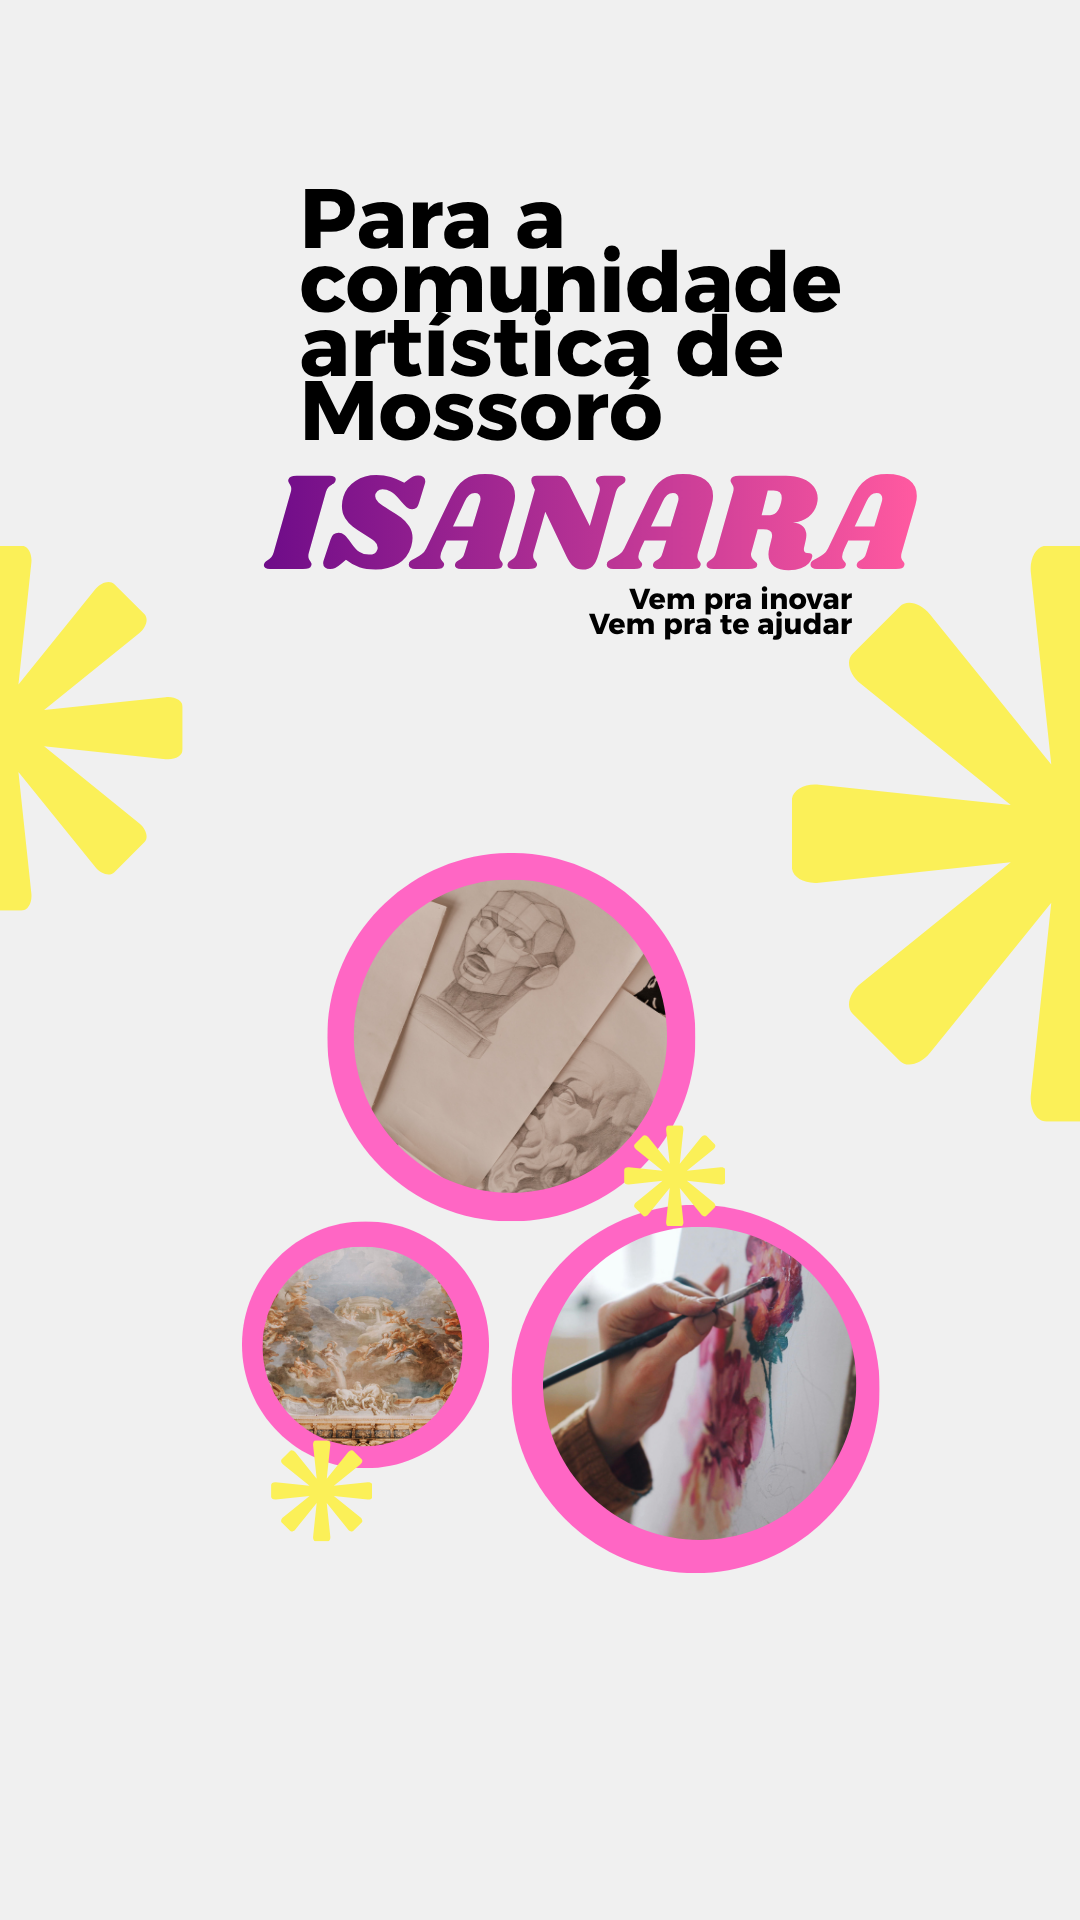 Para a
comunidade
artística de
Mossoró
ISANARA
Vem pra inovar
Vem pra te ajudar